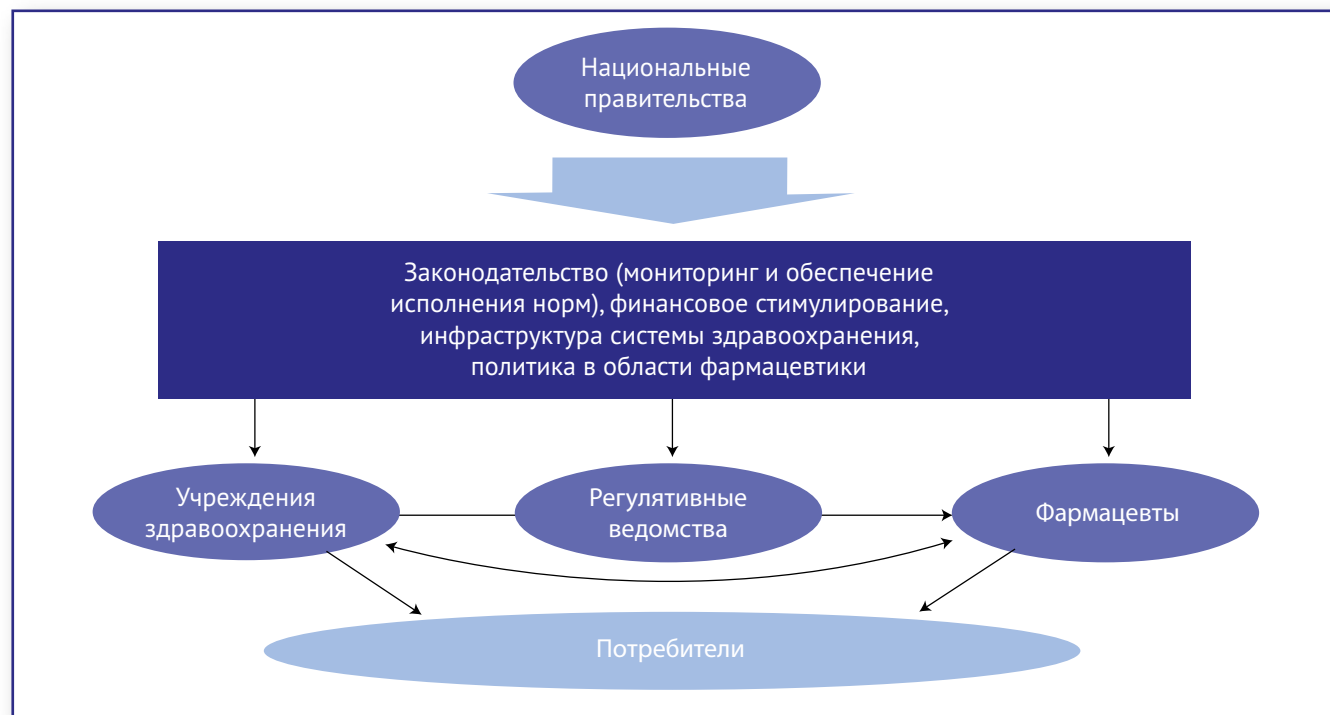 Национальные
правительства
Законодательство (мониторинг и обеспечение
исполнения норм), финансовое стимулирование,
инфраструктура системы здравоохранения,
политика в области фармацевтики
Учреждения
здравоохранения
Регулятивные
ведомства
Фармацевты
Потребители